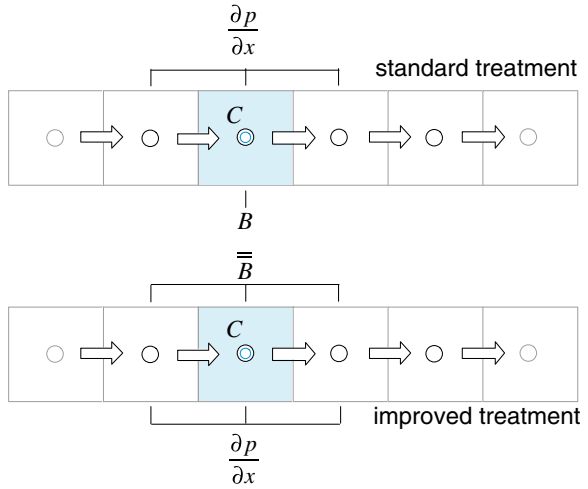 ∂p
∂x
standard treatment
C
B
B̿
C
improved treatment
∂p
∂x